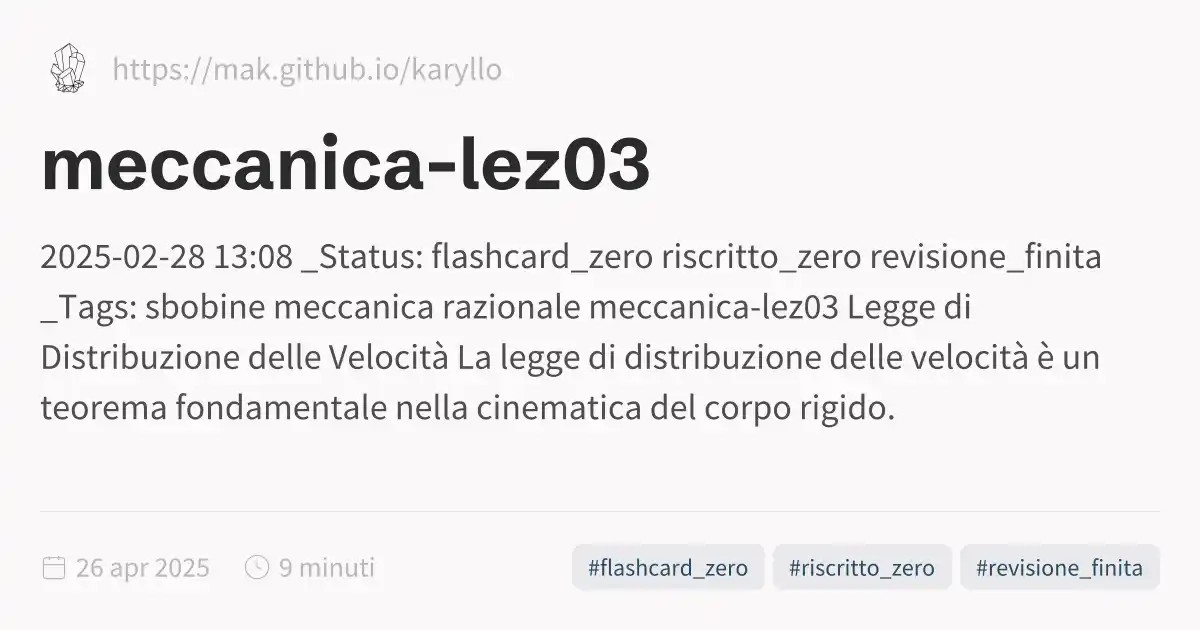 https://mak.github.io/karyllo
meccanica-lez03
2025-02-28 13:08 _Status: flashcard_zero riscritto_zero revisione_finita
_Tags: sbobine meccanica razionale meccanica-lez03 Legge di
Distribuzione delle Velocità La legge di distribuzione delle velocità è un
teorema fondamentale nella cinematica del corpo rigido.
26 apr 2025 9 minuti #flashcard_zero #riscritto_zero #revisione_finita